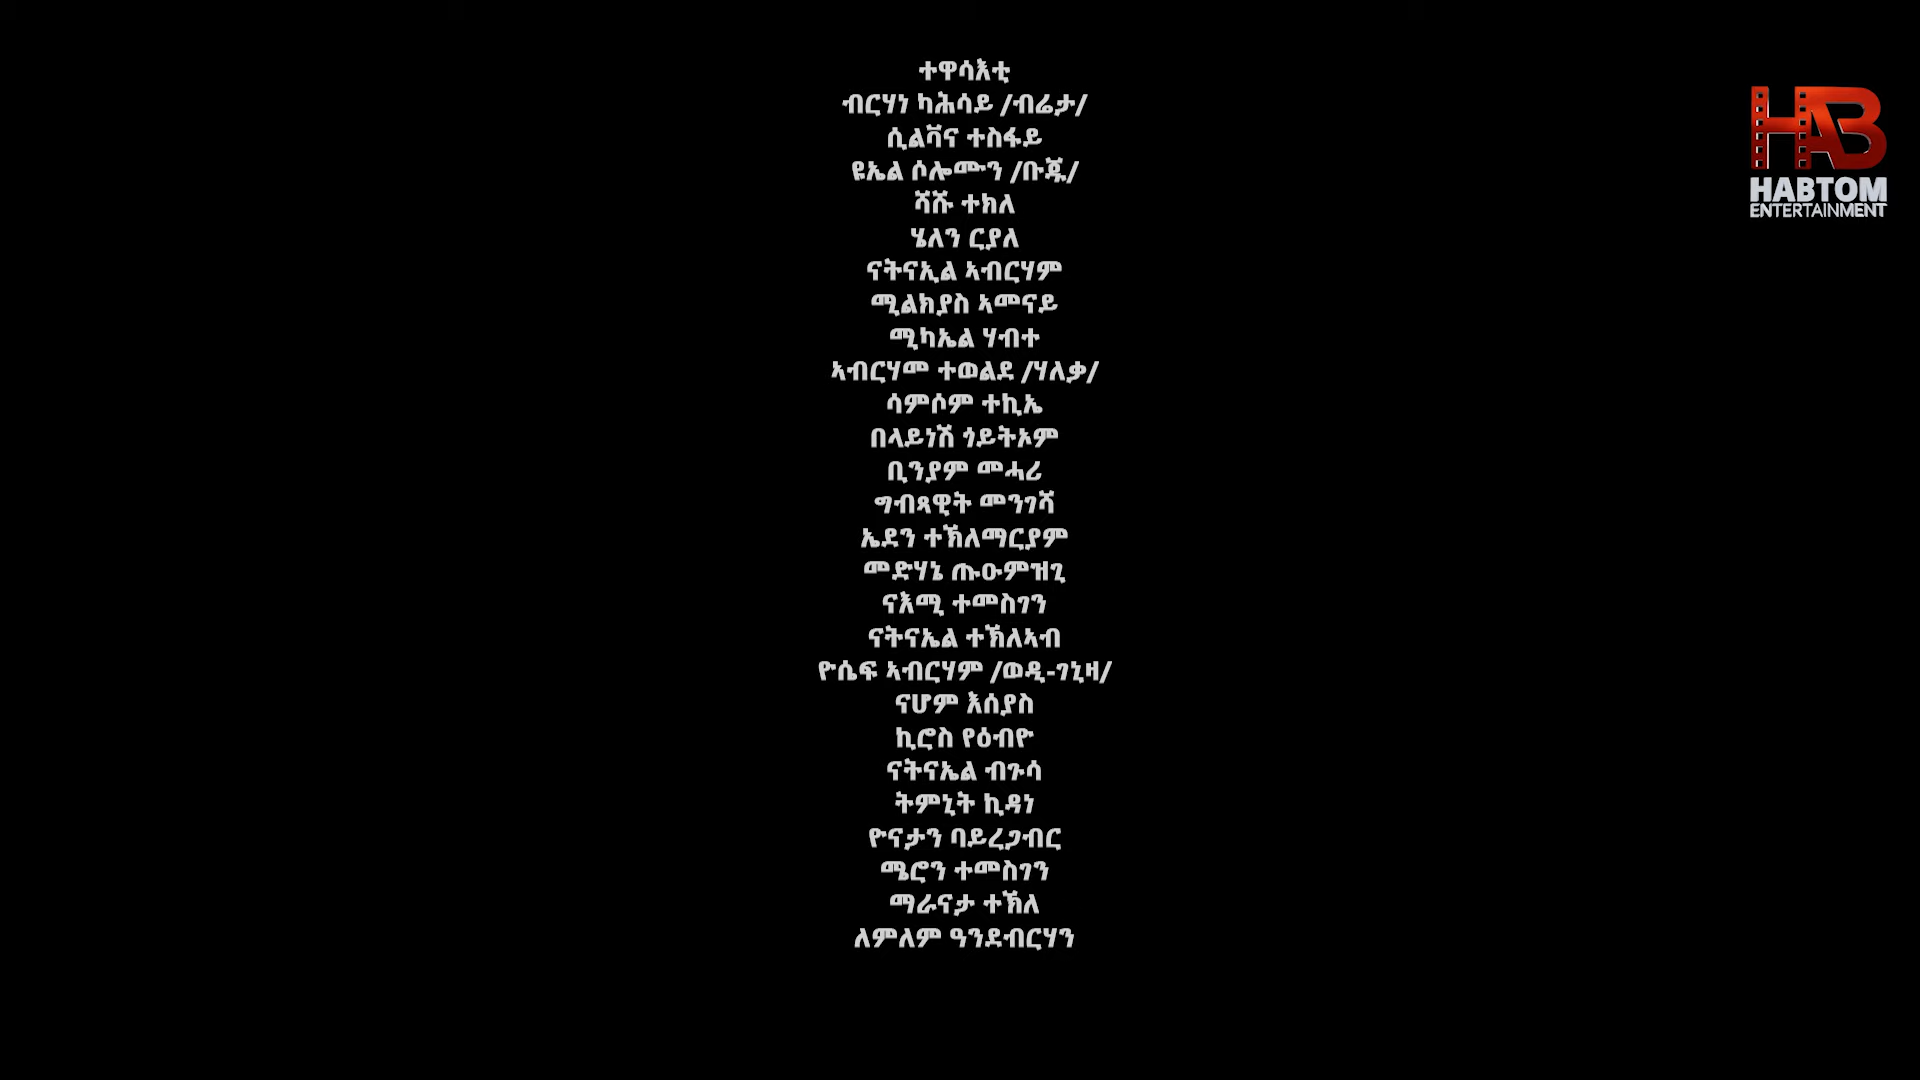 ተዋሳእቲ
ብርሃነ ካሕሳይ /ብሬታ/
ሲልቫና ተስፋይ
ዩኤል ሶሎሙን /ቡጁ/
ሻሹ ተክለ
ሄለን ርያለ
ናትናኢል ኣብርሃም
ሚልክያስ ኣመናይ
ሚካኤል ሃብተ
ኣብርሃመ ተወልደ /ሃለቃ/
ሳምሶም ተኪኤ
በላይነሽ ጎይትኦም
ቢንያም መሓሪ
ግብጻዊት መንገሻ
ኤደን ተኽለማርያም
መድሃኔ ጡዑምዝጊ
ናእሚ ተመስገን
ናትናኤል ተኽለኣብ
ዮሴፍ ኣብርሃም /ወዲ-ገኒዛ/
ናሆም እሰያስ
ኪሮስ የዕብዮ
ናትናኤል ብጉሳ
ትምኒት ኪዳነ
ዮናታን ባይረጋብር
ሜሮን ተመስገን
ማራናታ ተኽለ
ለምለም ዓንደብርሃን
HAB
HABTOM
ENTERTAINMENT